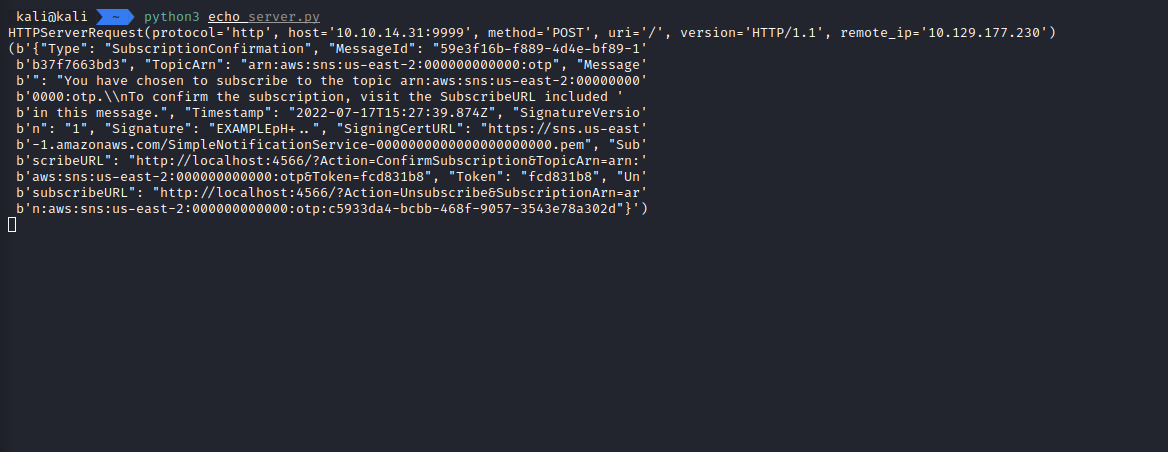 kali@kali ~ python3 echo_server.py
HTTPServerRequest(protocol='http', host='10.10.14.31:9999', method='POST', uri='/', version='HTTP/1.1', remote_ip='10.129.177.230')
(b'{"Type": "SubscriptionConfirmation", "MessageId": "59e3f16b-f889-4d4e-bf89-1'
b'b37f7663bd3", "TopicArn": "arn:aws:sns:us-east-2:000000000000:otp", "Message'
b'": "You have chosen to subscribe to the topic arn:aws:sns:us-east-2:00000000'
b'0000:otp.\\nTo confirm the subscription, visit the SubscribeURL included '
b'in this message.", "Timestamp": "2022-07-17T15:27:39.874Z", "SignatureVersio'
b'n": "1", "Signature": "EXAMPLEpH+..", "SigningCertURL": "https://sns.us-east'
b'-1.amazonaws.com/SimpleNotificationService-0000000000000000000000.pem", "Sub'
b'scribeURL": "http://localhost:4566/?Action=ConfirmSubscription&TopicArn=arn:'
b'aws:sns:us-east-2:000000000000:otp&Token=fcd831b8", "Token": "fcd831b8", "Un'
b'subscribeURL": "http://localhost:4566/?Action=Unsubscribe&SubscriptionArn=ar'
b'n:aws:sns:us-east-2:000000000000:otp:c5933da4-bcbb-468f-9057-3543e78a302d"}')